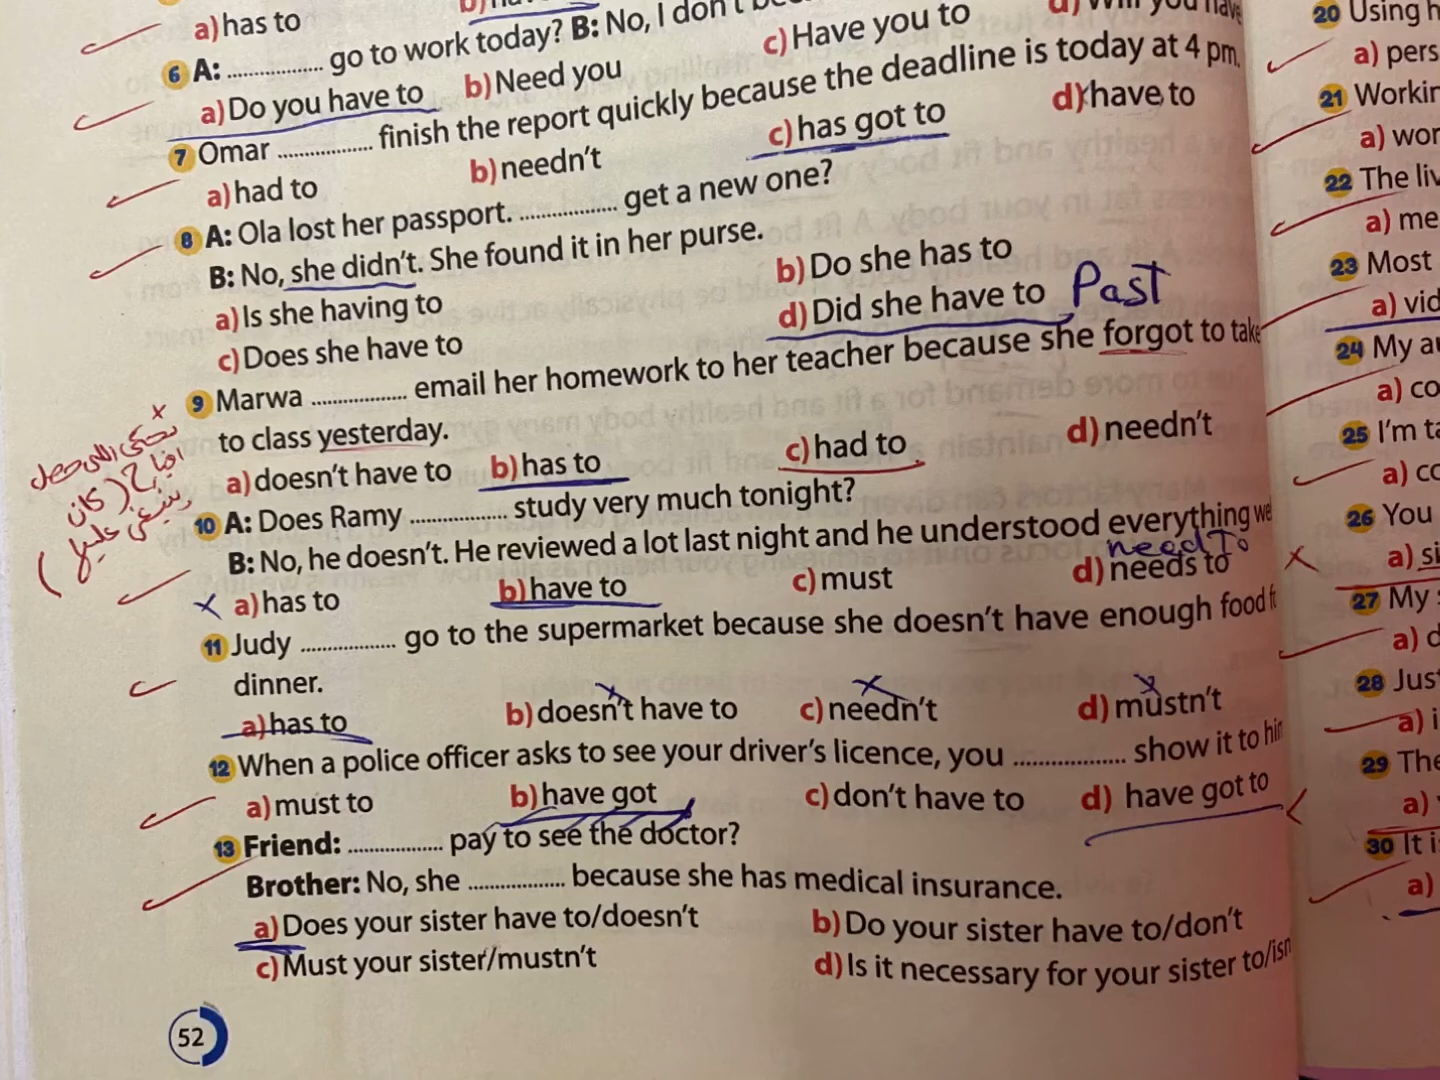 a) has to
6 A: .................. go to work today? B: No, I don't
a) Do you have to b) Need you c) Have you to
7 Omar .................. finish the report quickly because the deadline is today at 4 pm.
a) had to b) needn't c) has got to d) have to
8 A: Ola lost her passport. .................. get a new one?
B: No, she didn't. She found it in her purse.
a) Is she having to b) Do she has to
c) Does she have to d) Did she have to Past
9 Marwa .................. email her homework to her teacher because she forgot to take
to class yesterday.
a) doesn't have to b) has to c) had to d) needn't
10 A: Does Ramy .................. study very much tonight?
B: No, he doesn't. He reviewed a lot last night and he understood everything
need To
a) has to b) have to c) must d) needs to
11 Judy .................. go to the supermarket because she doesn't have enough food
dinner.
a) has to b) doesn't have to c) needn't d) mustn't
12 When a police officer asks to see your driver's licence, you .................. show it to
a) must to b) have got c) don't have to d) have got to
13 Friend: .................. pay to see the doctor?
Brother: No, she .................. because she has medical insurance.
a) Does your sister have to/doesn't b) Do your sister have to/don't
c) Must your sister/mustn't d) Is it necessary for your sister to/isn
52
20 Using
a)
21
a)
22 The
a)
23 Most
a)
24 My
a)
25 I'm
a)
26 You
a)
27 My
a)
28
a)
29
a)
30 It
a)